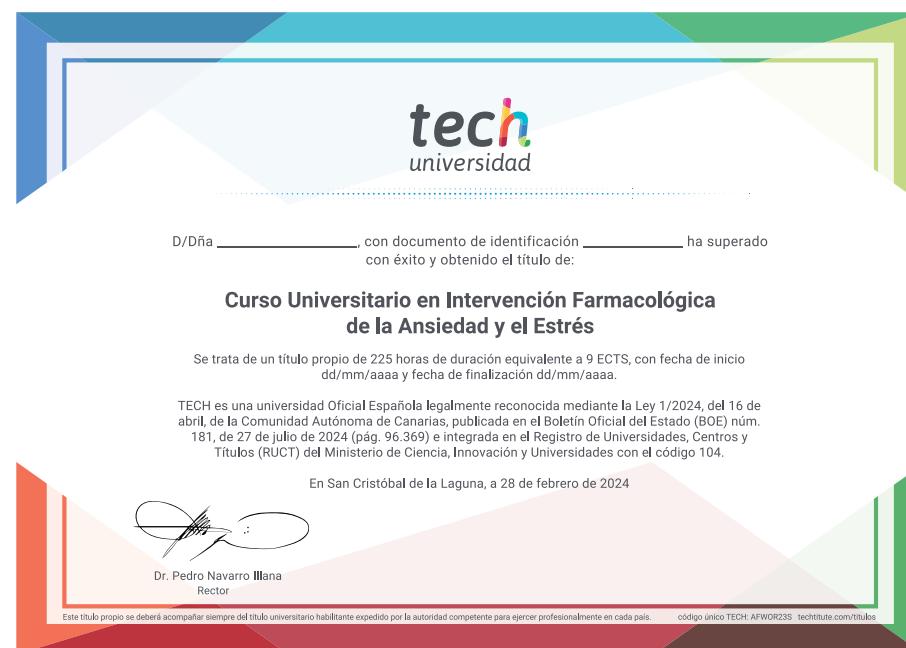 tech
universidad
D/Dña ______________, con documento de identificación __________ ha superado
con éxito y obtenido el título de:
Curso Universitario en Intervención Farmacológica
de la Ansiedad y el Estrés
Se trata de un título propio de 225 horas de duración equivalente a 9 ECTS, con fecha de inicio
dd/mm/aaaa y fecha de finalización dd/mm/aaaa.
TECH es una universidad Oficial Española legalmente reconocida mediante la Ley 1/2024, del 16 de
abril, de la Comunidad Autónoma de Canarias, publicada en el Boletín Oficial del Estado (BOE) núm.
181, de 27 de julio de 2024 (pág. 96.369) e integrada en el Registro de Universidades, Centros y
Títulos (RUCT) del Ministerio de Ciencia, Innovación y Universidades con el código 104.
En San Cristóbal de la Laguna, a 28 de febrero de 2024
Dr. Pedro Navarro Illana
Rector
Este título propio se deberá acompañar siempre del título universitario habilitante expedido por la autoridad competente para ejercer profesionalmente en cada país. código único TECH: AFWOR23S techtitute.com/titulos